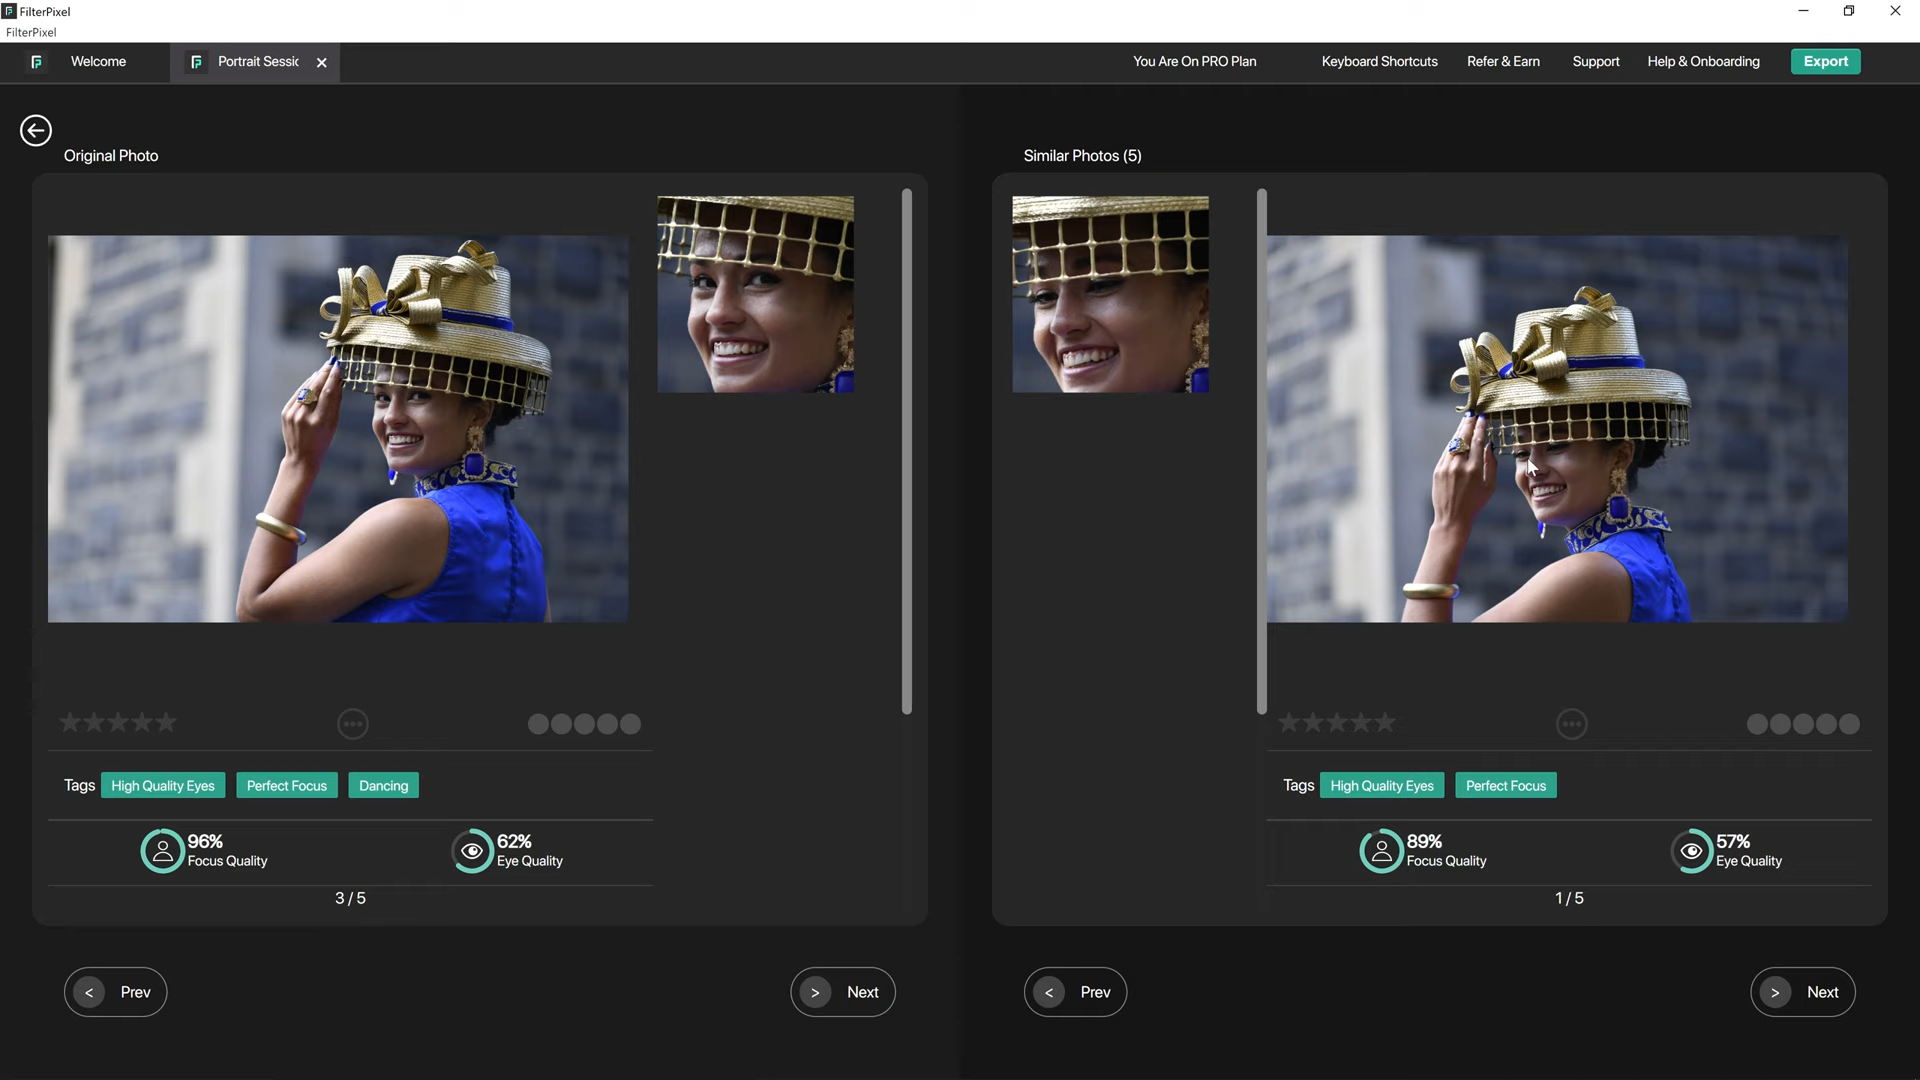 FilterPixel
FilterPixel
Welcome
Portrait Sessic
You Are On PRO Plan
Keyboard Shortcuts
Refer & Earn
Support
Help & Onboarding
Export
Original Photo
Tags
High Quality Eyes
Perfect Focus
Dancing
96%
Focus Quality
62%
Eye Quality
3 / 5
< Prev
> Next
Similar Photos (5)
Tags
High Quality Eyes
Perfect Focus
89%
Focus Quality
57%
Eye Quality
1 / 5
< Prev
> Next